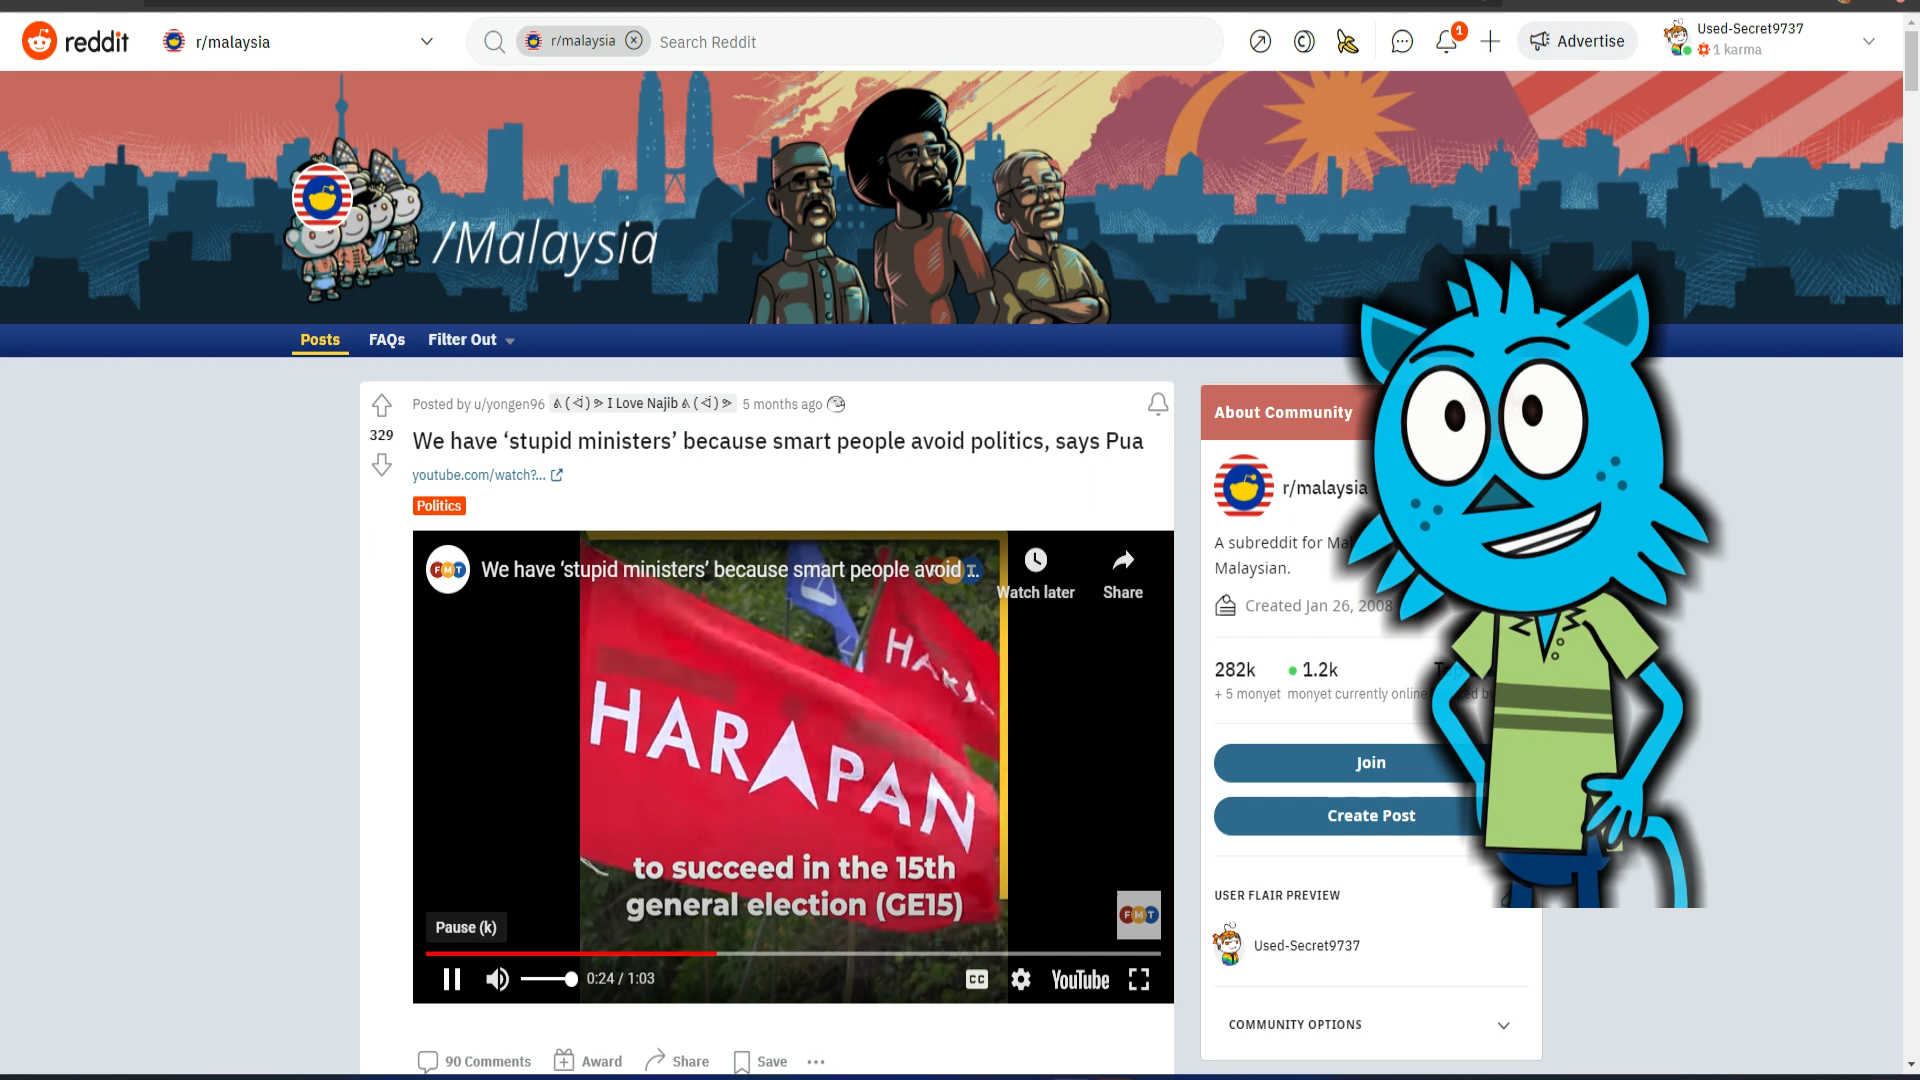 reddit
r/malaysia
r/malaysia
Search Reddit
1
Advertise
Used-Secret9737
1 karma
/Malaysia
Posts
FAQs
Filter Out
Posted by u/yongen96
I Love Najib
5 months ago
329
We have ‘stupid ministers’ because smart people avoid politics, says Pua
youtube.com/watch?...
Politics
FMT
We have ‘stupid ministers’ because smart people avoid ...
Watch later
Share
HARAPAN
to succeed in the 15th
general election (GE15)
FMT
Pause (k)
0:24 / 1:03
CC
YouTube
90 Comments
Award
Share
Save
About Community
r/malaysia
A subreddit for
Malaysian.
Created Jan 26, 2008
282k
1.2k
Top
+ 5 monyet
monyet currently online
by
Join
Create Post
USER FLAIR PREVIEW
Used-Secret9737
COMMUNITY OPTIONS